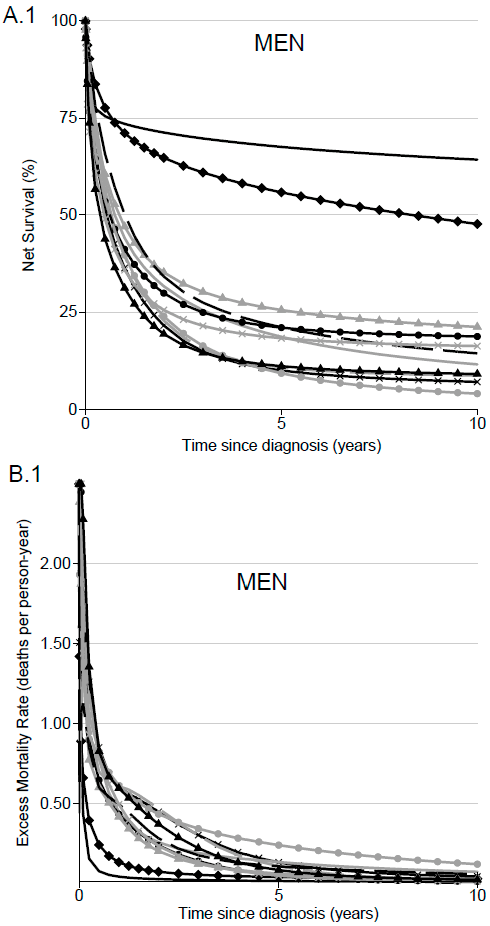 A.1
MEN
100
75
50
25
0
Net Survival (%)
0 5 10
Time since diagnosis (years)
B.1
MEN
2.00
1.50
1.00
0.50
Excess Mortality Rate (deaths per person-year)
0 5 10
Time since diagnosis (years)